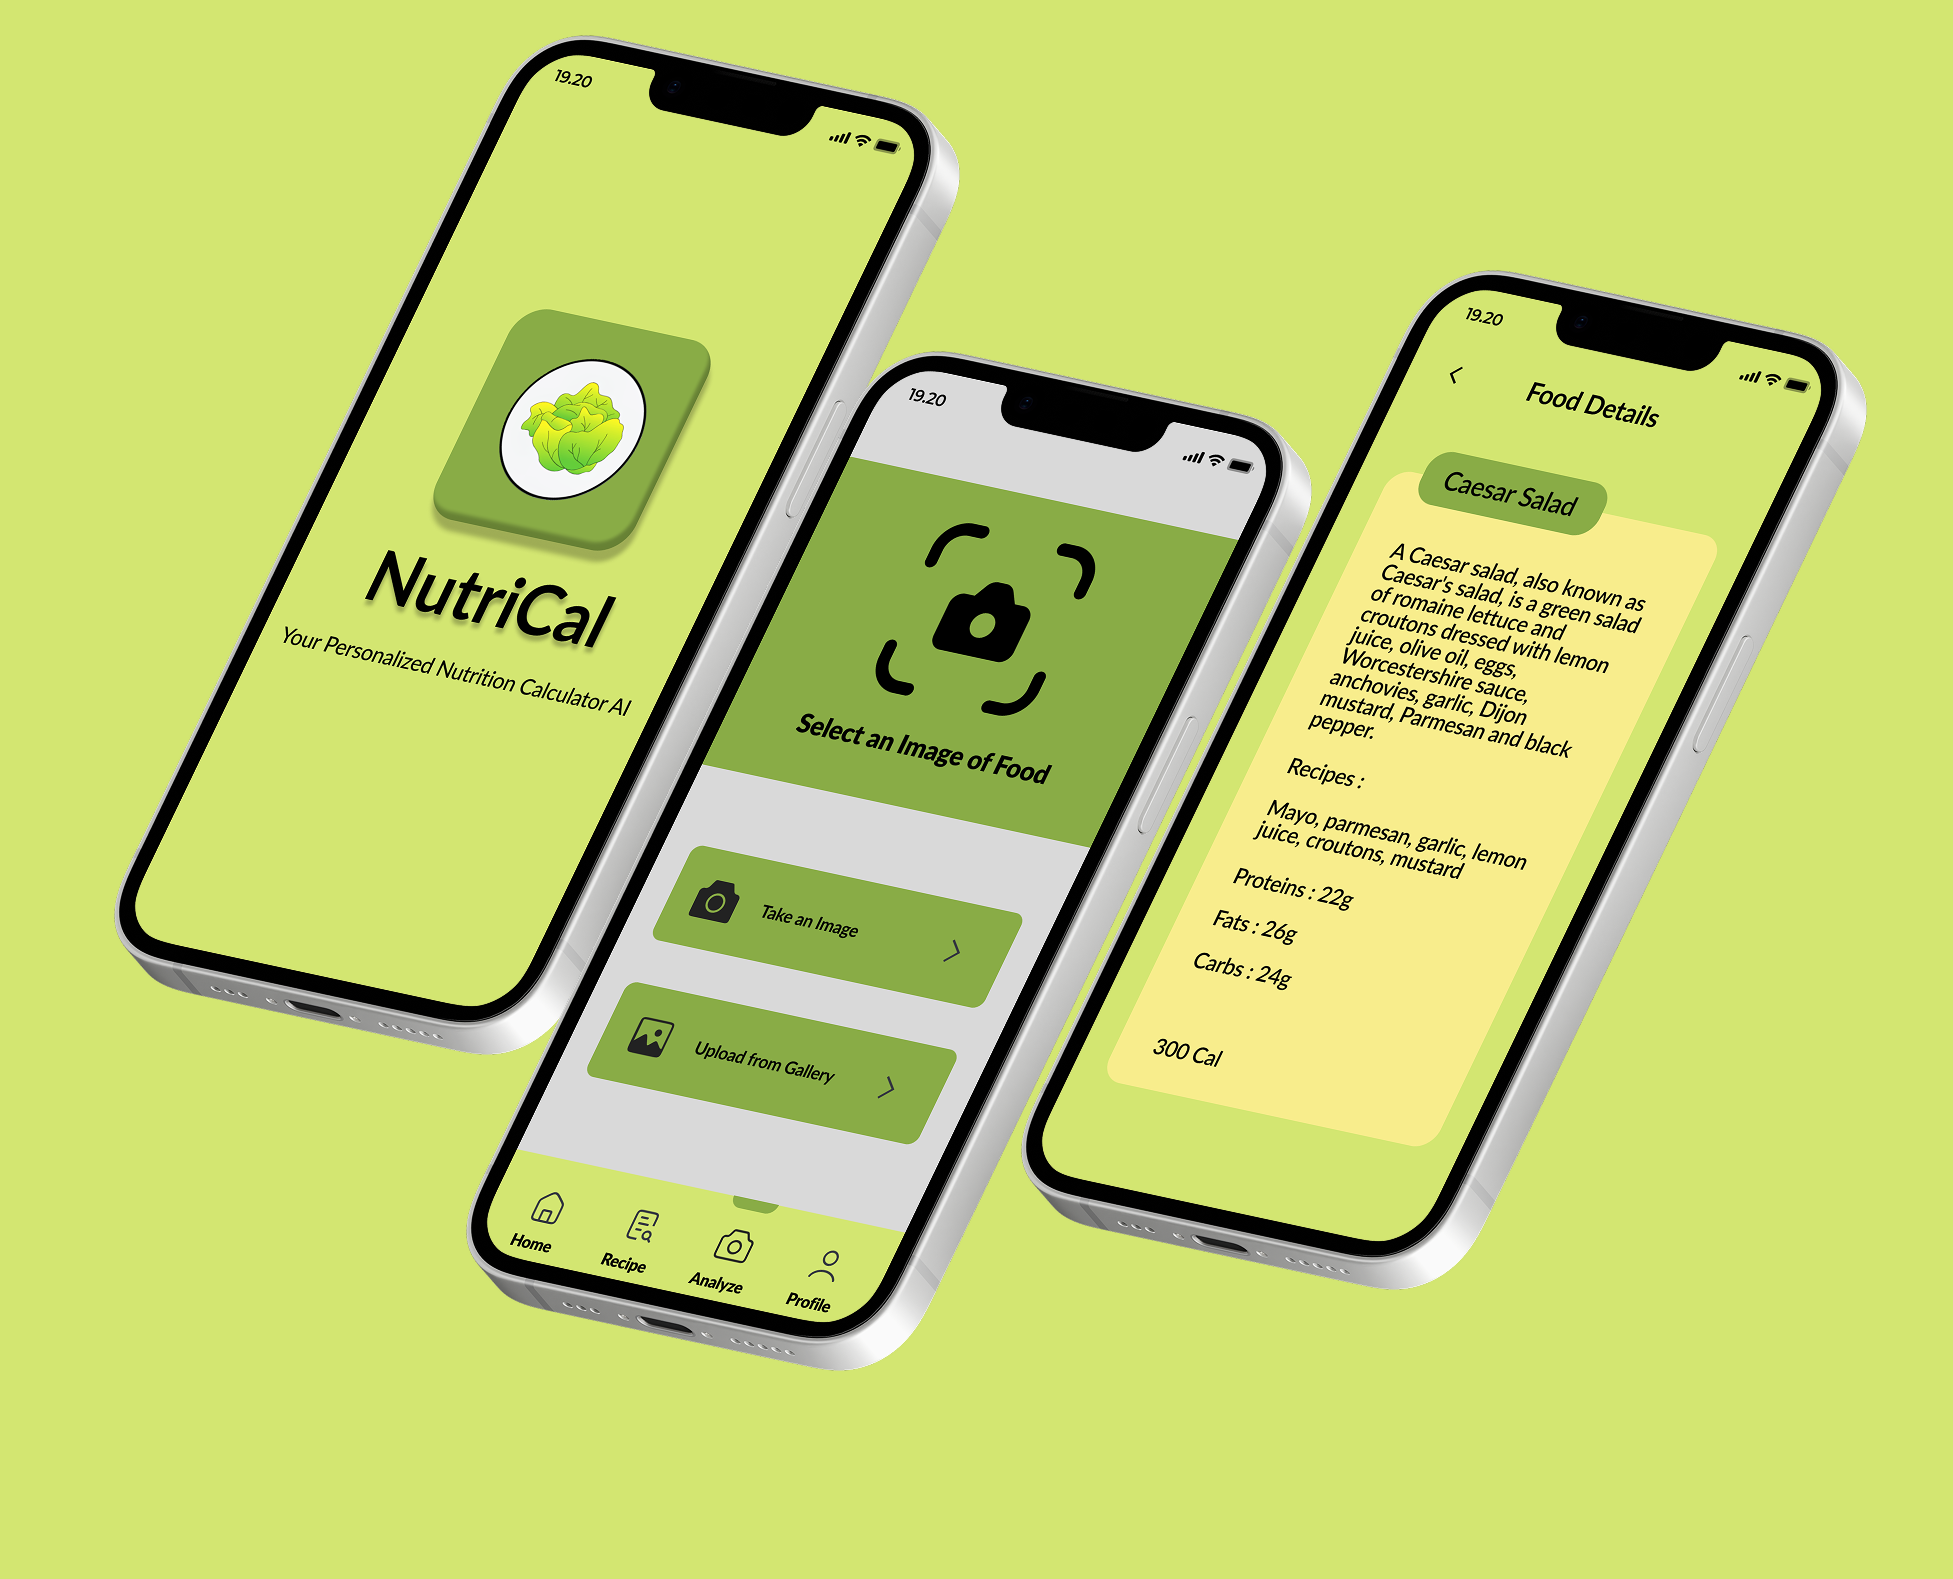 19.20
NutriCal
Your Personalized Nutrition Calculator AI
19.20
Select an Image of Food
Take an Image
Upload from Gallery
Home
Recipe
Analyze
Profile
19.20
Food Details
Caesar Salad
A Caesar salad, also known as
Caesar's salad, is a green salad
of romaine lettuce and
croutons dressed with lemon
juice, olive oil, eggs,
Worcestershire sauce,
anchovies, garlic, Dijon
mustard, Parmesan and black
pepper.
Recipes :
Mayo, parmesan, garlic, lemon
juice, croutons, mustard
Proteins : 22g
Fats : 26g
Carbs : 24g
300 Cal